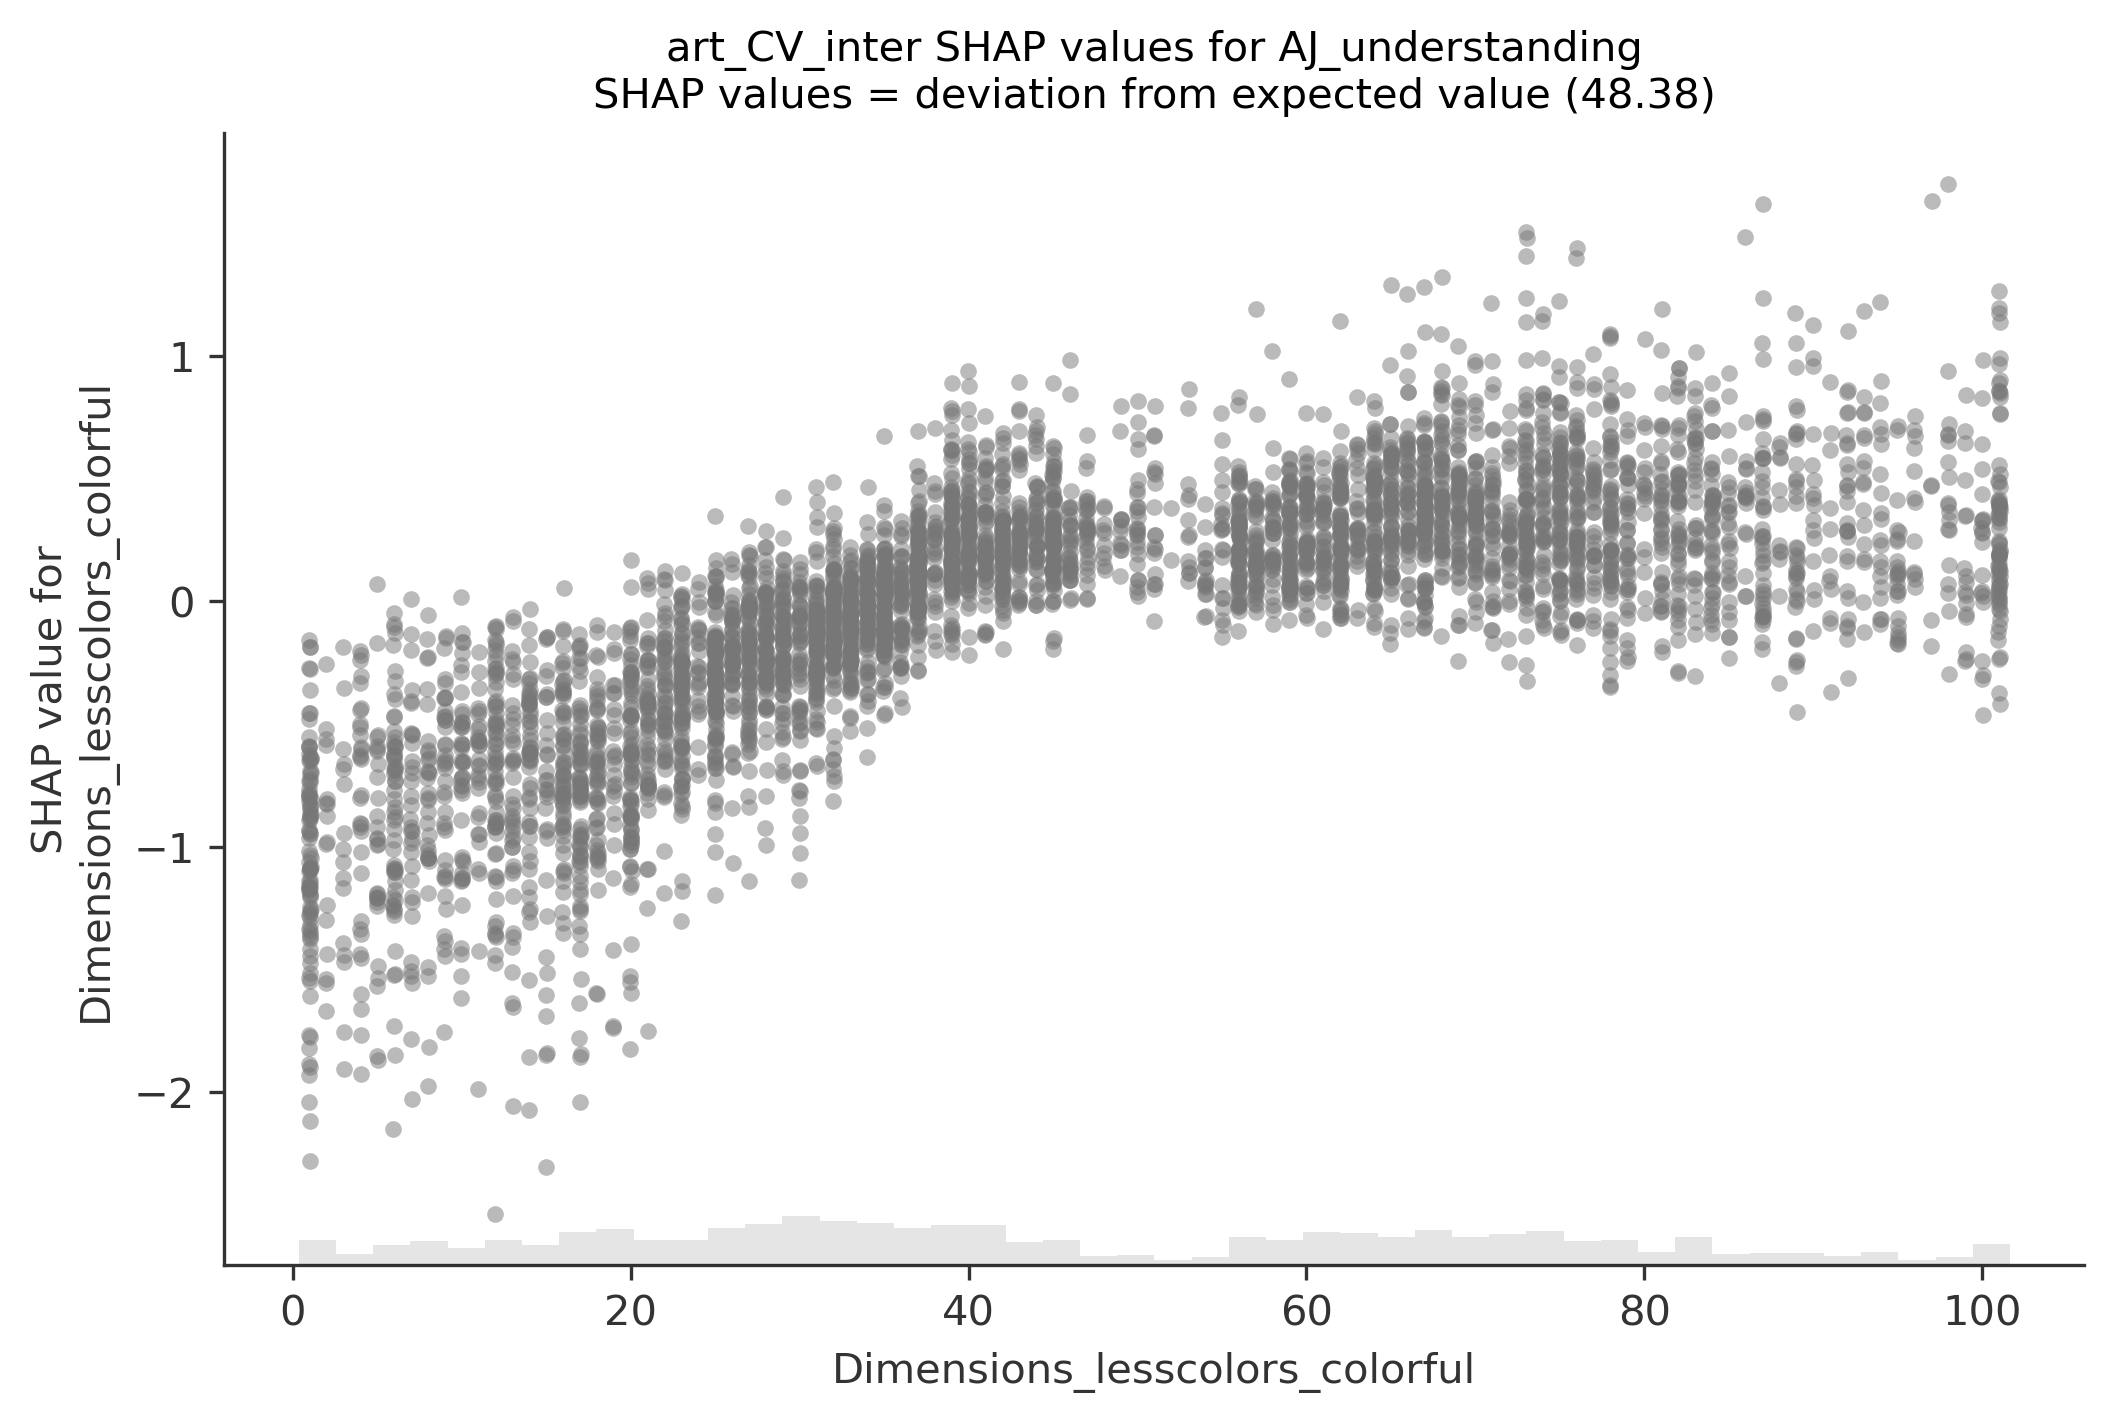 art_CV_inter SHAP values for AJ_understanding
SHAP values = deviation from expected value (48.38)
SHAP value for
Dimensions_lesscolors_colorful
1
0
−1
−2
0
20
40
60
80
100
Dimensions_lesscolors_colorful